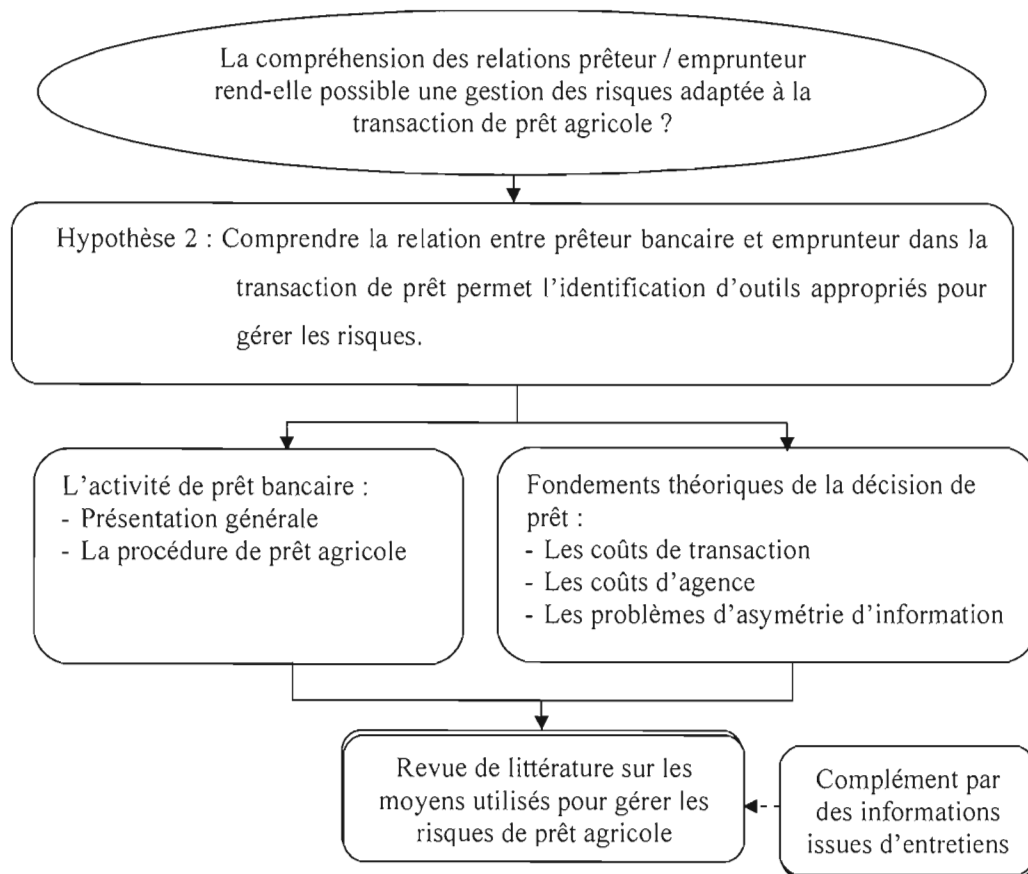 La compréhension des relations prêteur / emprunteur
rend-elle possible une gestion des risques adaptée à la
transaction de prêt agricole ?
Hypothèse 2 : Comprendre la relation entre prêteur bancaire et emprunteur dans la
transaction de prêt permet l'identification d'outils appropriés pour
gérer les risques.
L'activité de prêt bancaire :
- Présentation générale
- La procédure de prêt agricole
Fondements théoriques de la décision de
prêt :
- Les coûts de transaction
- Les coûts d'agence
- Les problèmes d'asymétrie d'information
Revue de littérature sur les
moyens utilisés pour gérer les
risques de prêt agricole
Complément par
des informations
issues d'entretiens